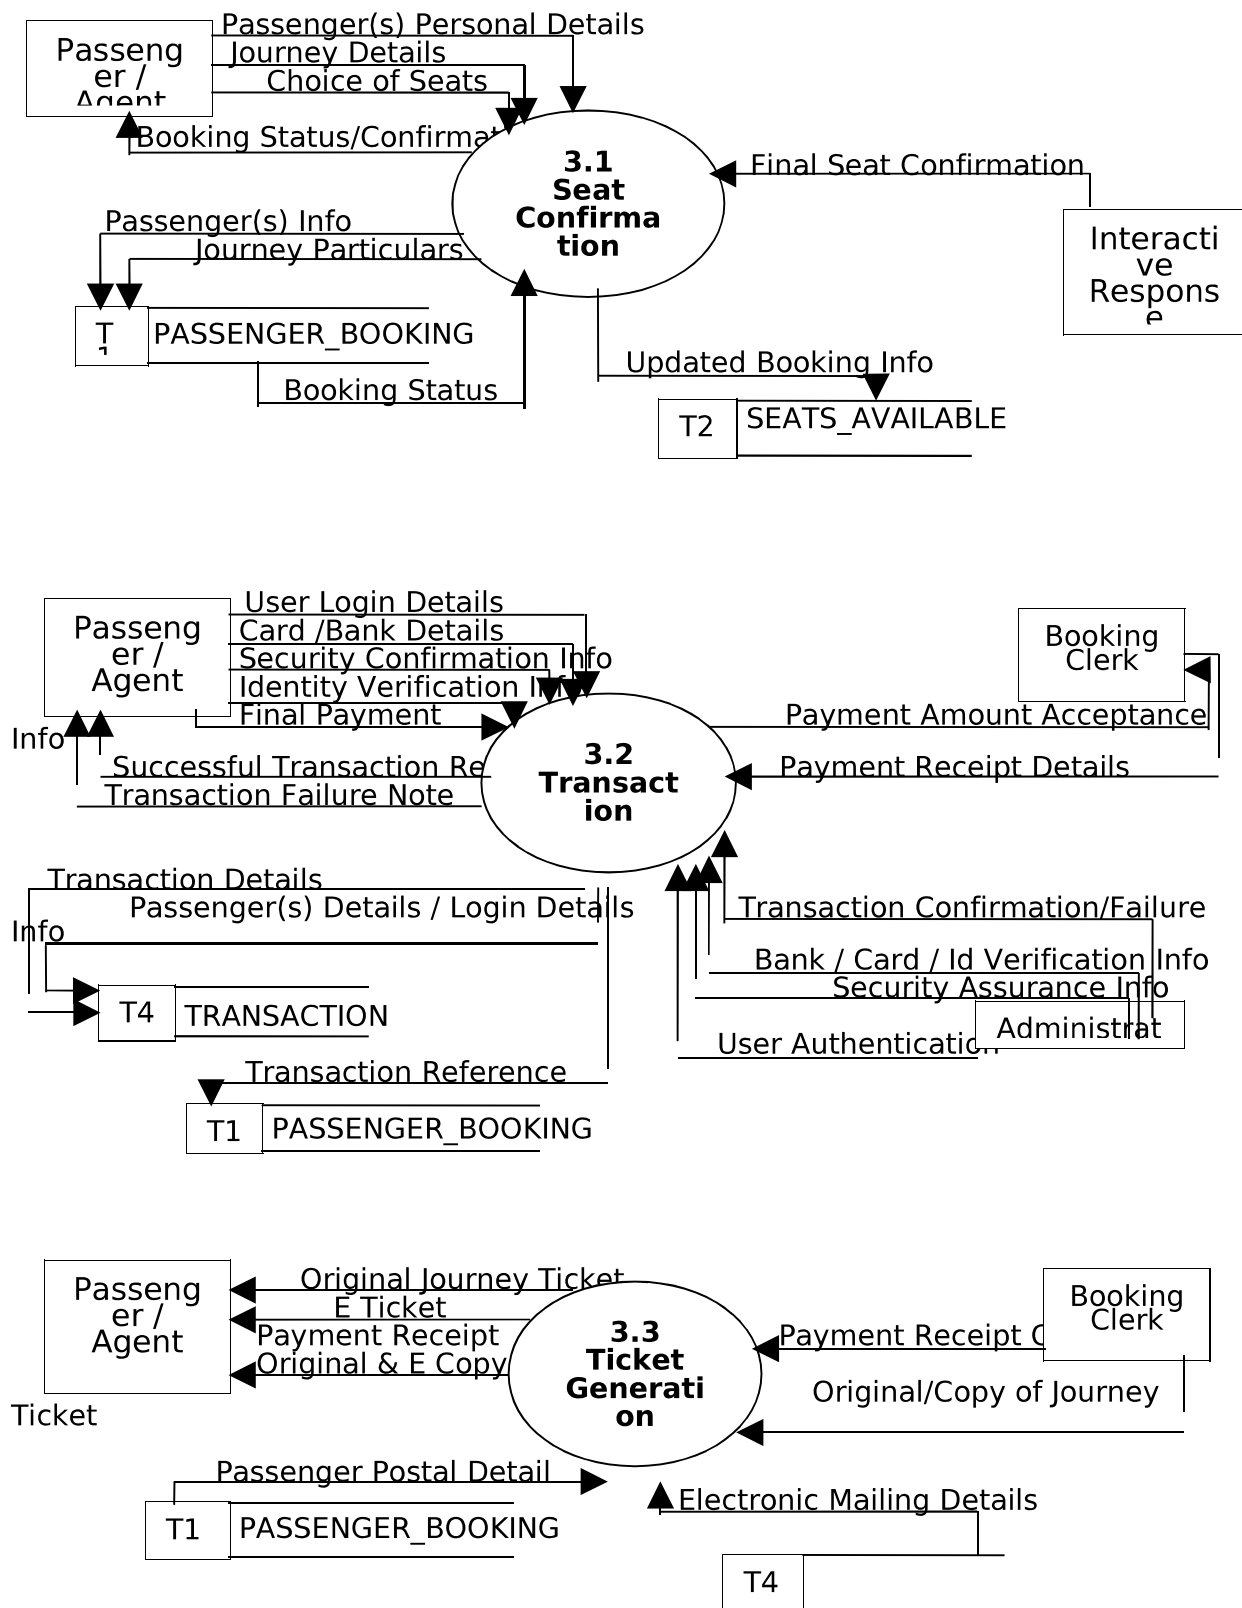 Passenger(s) Personal Details
Journey Details
Choice of Seats
Passeng
er /
Agent
Booking Status/Confirmat
3.1
Seat
Confirma
tion
Final Seat Confirmation
Interacti
ve
Respons
e
Passenger(s) Info
Journey Particulars
T
1
PASSENGER_BOOKING
Booking Status
Updated Booking Info
T2
SEATS_AVAILABLE
User Login Details
Card /Bank Details
Security Confirmation Info
Identity Verification Info
Final Payment
Passeng
er /
Agent
Info
Successful Transaction Re
Transaction Failure Note
3.2
Transact
ion
Booking
Clerk
Payment Amount Acceptance
Payment Receipt Details
Transaction Details
Passenger(s) Details / Login Details
Info
T4
TRANSACTION
Transaction Reference
T1
PASSENGER_BOOKING
Transaction Confirmation/Failure
Bank / Card / Id Verification Info
Security Assurance Info
Administrat
User Authentication
Passeng
er /
Agent
Original Journey Ticket
E Ticket
Payment Receipt
Original & E Copy
Ticket
3.3
Ticket
Generati
on
Booking
Clerk
Payment Receipt C
Original/Copy of Journey
Passenger Postal Detail
T1
PASSENGER_BOOKING
Electronic Mailing Details
T4